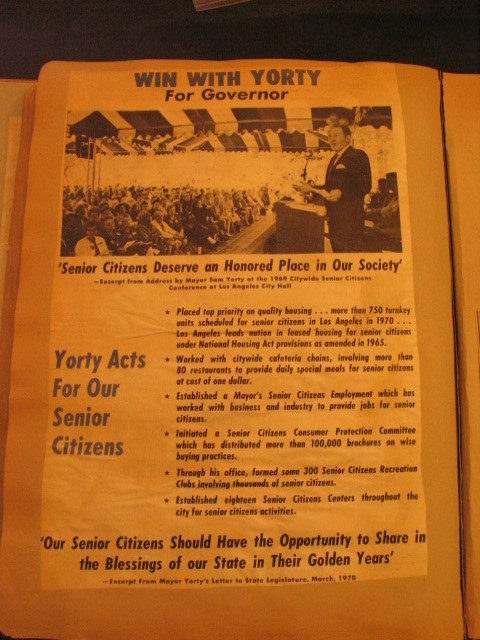 WIN WITH YORTY
For Governor
'Senior Citizens Deserve an Honored Place in Our Society'
—Excerpt from Address by Mayor Sam Yorty at the 1969 Citywide Senior Citizens
Conference at Los Angeles City Hall
Yorty Acts
For Our
Senior
Citizens
★ Placed top priority on quality housing . . . more than 750 turnkey
units scheduled for senior citizens in Los Angeles in 1970 . . .
Los Angeles leads nation in leased housing for senior citizens
under National Housing Act provisions as amended in 1965.
★ Worked with citywide cafeteria chains, involving more than
80 restaurants to provide daily special meals for senior citizens
at cost of one dollar.
★ Established a Mayor's Senior Citizens Employment which has
worked with business and industry to provide jobs for senior
citizens.
★ Initiated a Senior Citizens Consumer Protection Committee
which has distributed more than 100,000 brochures on wise
buying practices.
★ Through his office, formed some 300 Senior Citizens Recreation
Clubs involving thousands of senior citizens.
★ Established eighteen Senior Citizens Centers throughout the
city for senior citizens activities.
'Our Senior Citizens Should Have the Opportunity to Share in
the Blessings of our State in Their Golden Years'
—Excerpt From Mayor Yorty's Letter to State Legislature, March, 1970